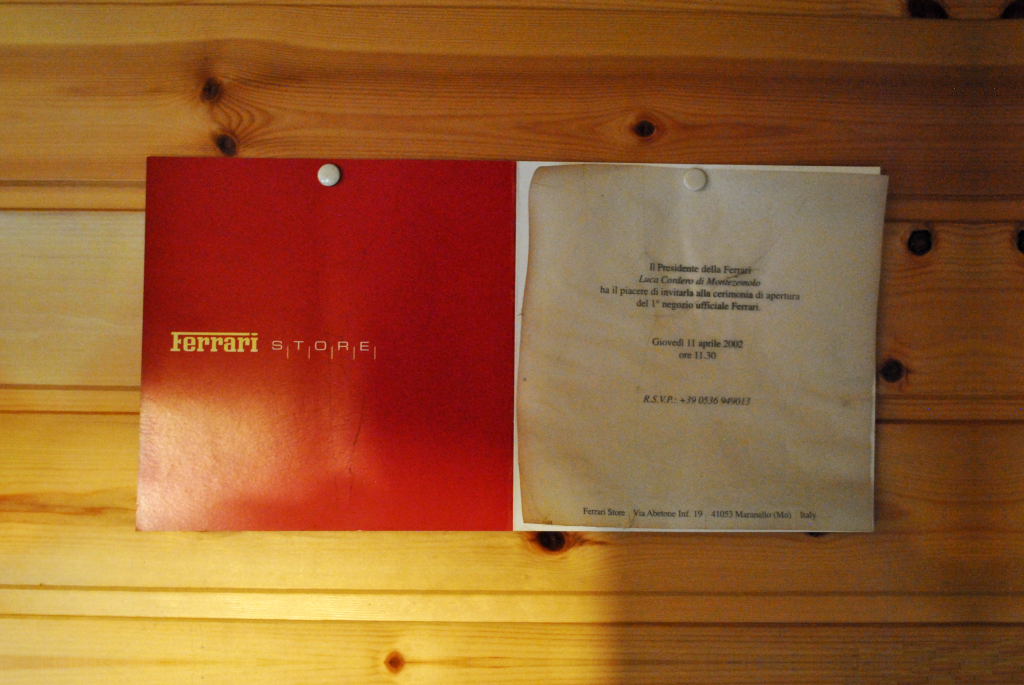 Ferrari STORE
Il Presidente della Ferrari
Luca Cordero di Montezemolo
ha il piacere di invitarla alla cerimonia di apertura
del 1° negozio ufficiale Ferrari.
Giovedì 11 aprile 2002
ore 11.30
R.S.V.P.: +39 0536 949013
Ferrari Store Via Abetone Inf. 19 41053 Maranello (Mo) Italy